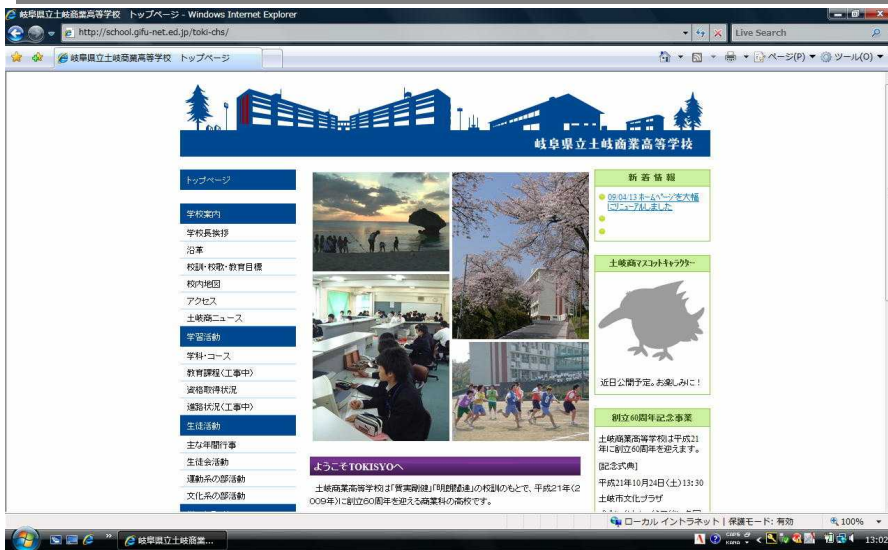 岐阜県立土岐商業高等学校 トップページ - Windows Internet Explorer
http://school.gifu-net.ed.jp/toki-chs/
Live Search
岐阜県立土岐商業高等学校 トップページ
ページ(P)
ツール(O)
岐阜県立土岐商業高等学校
トップページ
学校案内
学校長挨拶
沿革
校訓・校歌・教育目標
校内地図
アクセス
土岐商ニュース
学習活動
学科・コース
教育課程(工事中)
資格取得状況
進路状況(工事中)
生徒活動
主な年間行事
生徒会活動
運動系の部活動
文化系の部活動
ようこそTOKISYOへ
土岐商業高等学校は「質実剛健」「明朗闊達」の校訓のもとで、平成21年(2
009年)に創立60周年を迎える商業科の高校です。
新着情報
09/04/13 ホームページを大幅
にリニューアルしました
土岐商マスコットキャラクター
近日公開予定。お楽しみに!
創立60周年記念事業
土岐商業高等学校は平成21
年に創立60周年を迎えます。
[記念式典]
平成21年10月24日(土)13:30
土岐市文化プラザ
ローカル イントラネット | 保護モード: 有効
100%
岐阜県立土岐商業...
CAPS
KANA
13:02